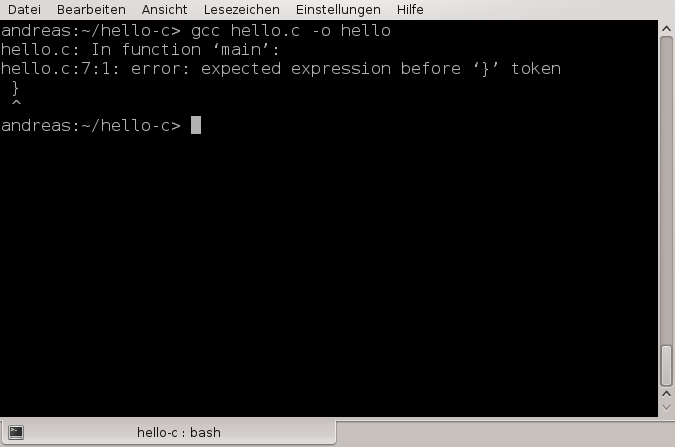 Datei Bearbeiten Ansicht Lesezeichen Einstellungen Hilfe
andreas:~/hello-c> gcc hello.c -o hello
hello.c: In function ‘main’:
hello.c:7:1: error: expected expression before ‘}’ token
 }
 ^
andreas:~/hello-c>
hello-c : bash